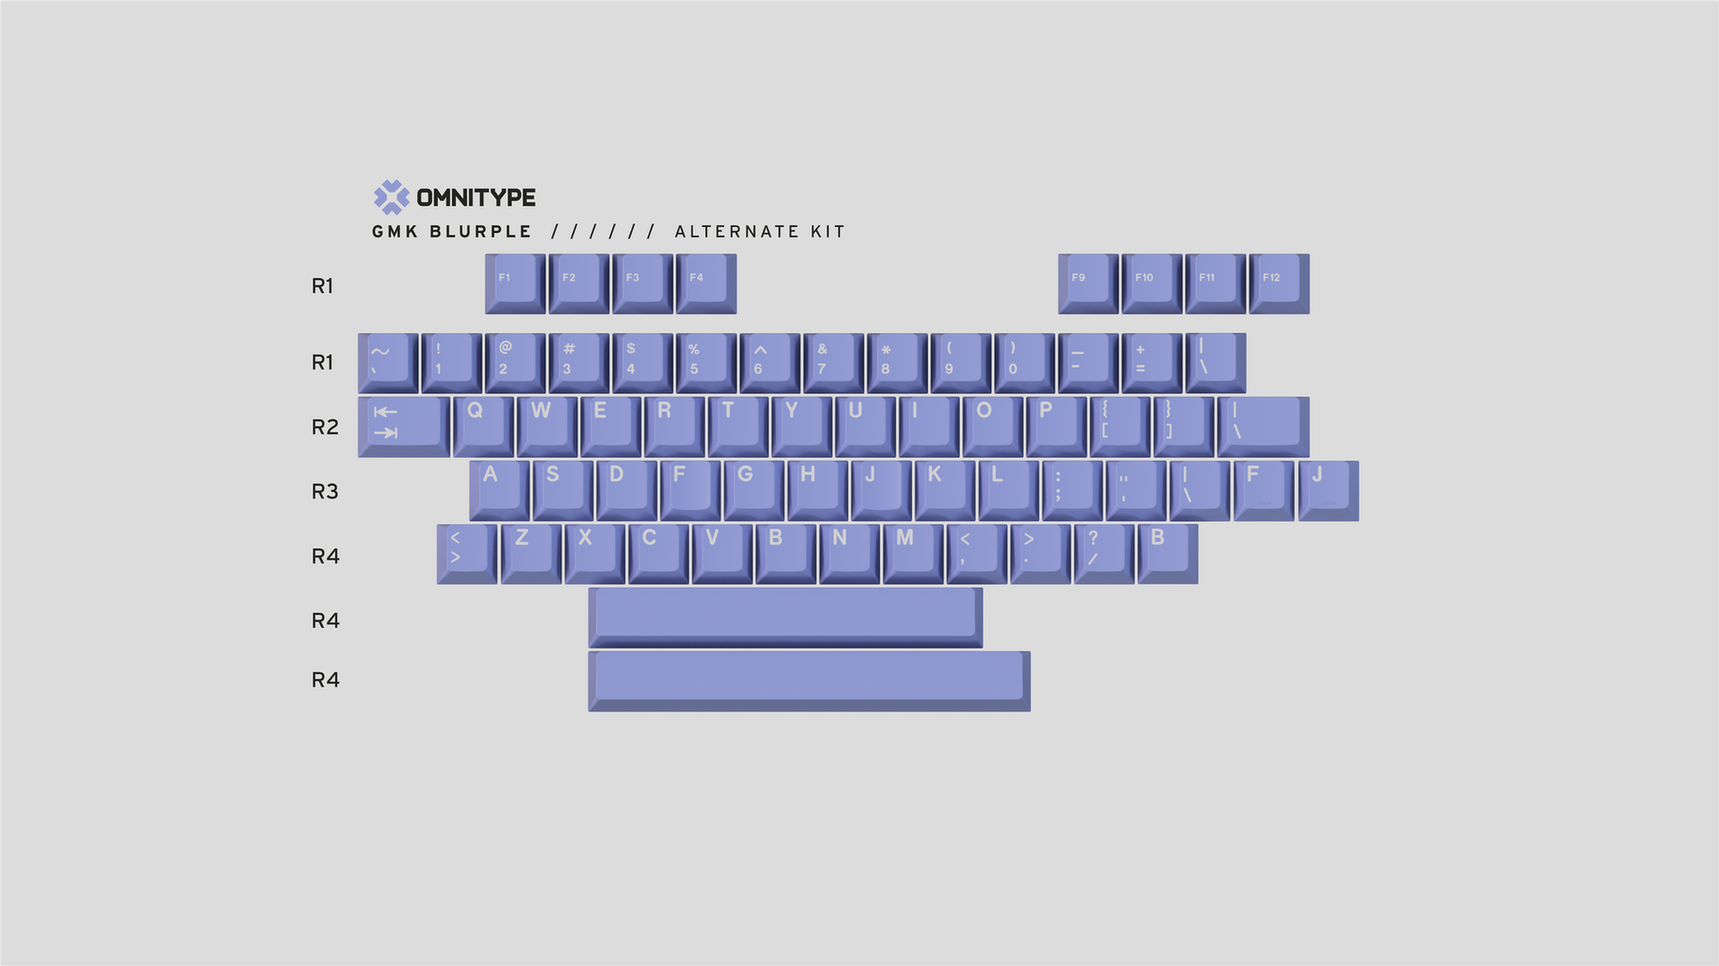 OMNITYPE
GMK BLURPLE ////// ALTERNATE KIT
R1 F1 F2 F3 F4 F9 F10 F11 F12
~ ! @ # $ % ^ & * ( ) _ + |
R1 ` 1 2 3 4 5 6 7 8 9 0 - = \
R2 Q W E R T Y U I O P { } |
[ ] \
R3 A S D F G H J K L : " | F J
; ' \
R4 < Z X C V B N M < > ? B
> , . /
R4
R4